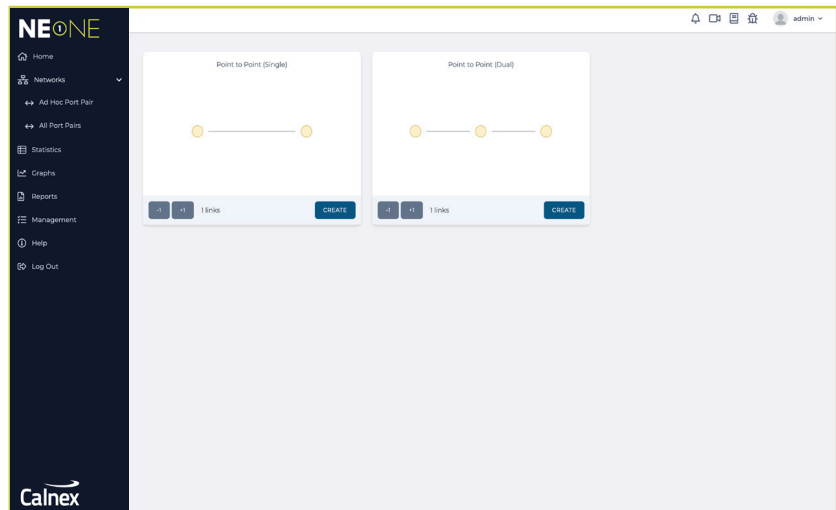 NE1NE
admin
Home
Networks
Ad Hoc Port Pair
All Port Pairs
Statistics
Graphs
Reports
Management
Help
Log Out
Point to Point (Single)
-1 +1 1 links CREATE
Point to Point (Dual)
-1 +1 1 links CREATE
Calnex